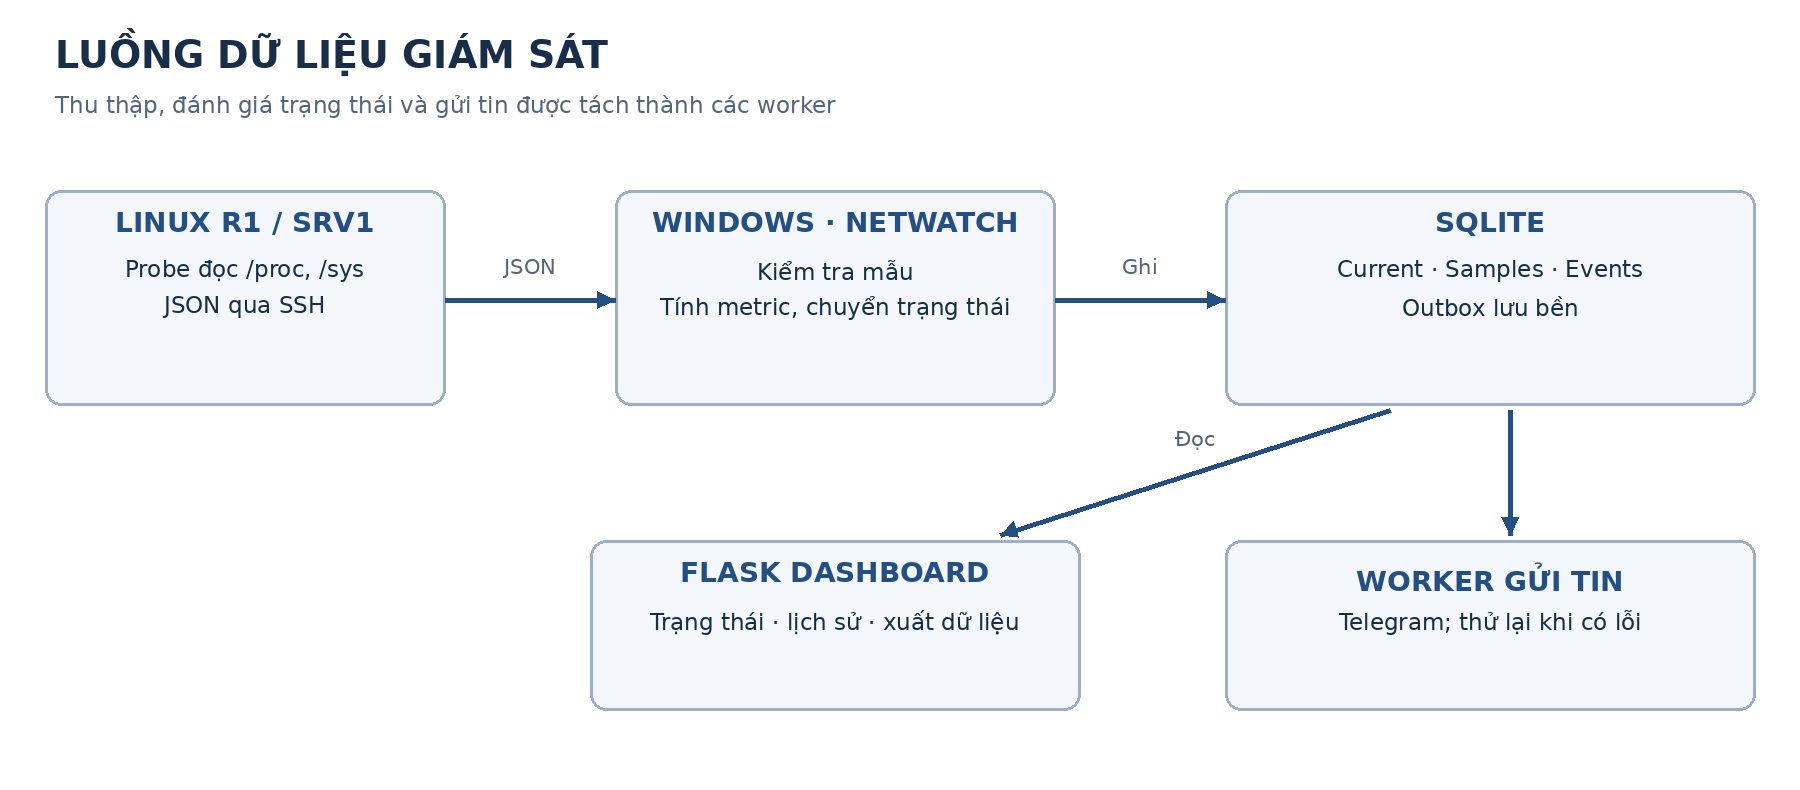 LUỒNG DỮ LIỆU GIÁM SÁT
Thu thập, đánh giá trạng thái và gửi tin được tách thành các worker
LINUX R1 / SRV1
Probe đọc /proc, /sys
JSON qua SSH
JSON
WINDOWS · NETWATCH
Kiểm tra mẫu
Tính metric, chuyển trạng thái
Ghi
SQLITE
Current · Samples · Events
Outbox lưu bền
Đọc
FLASK DASHBOARD
Trạng thái · lịch sử · xuất dữ liệu
WORKER GỬI TIN
Telegram; thử lại khi có lỗi